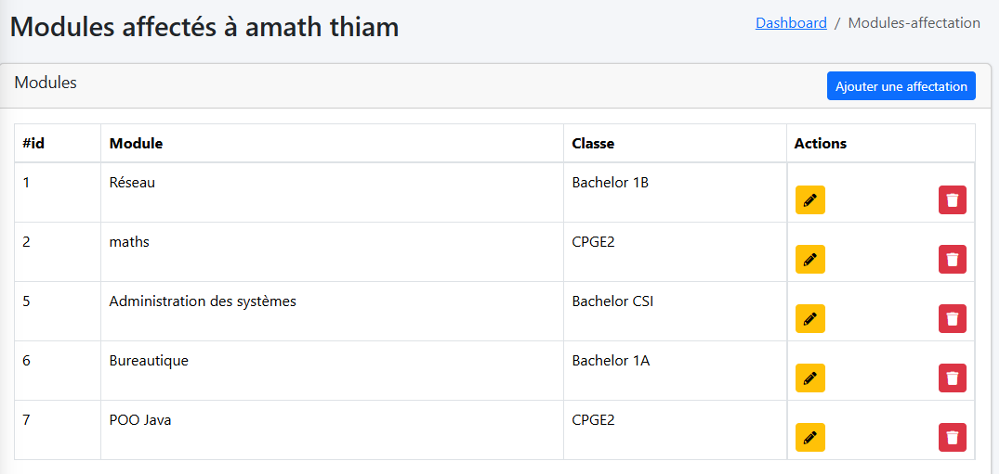 Modules affectés à amath thiam
Dashboard / Modules-affectation
Modules
Ajouter une affectation
#id Module Classe Actions
1 Réseau Bachelor 1B
2 maths CPGE2
5 Administration des systèmes Bachelor CSI
6 Bureautique Bachelor 1A
7 POO Java CPGE2